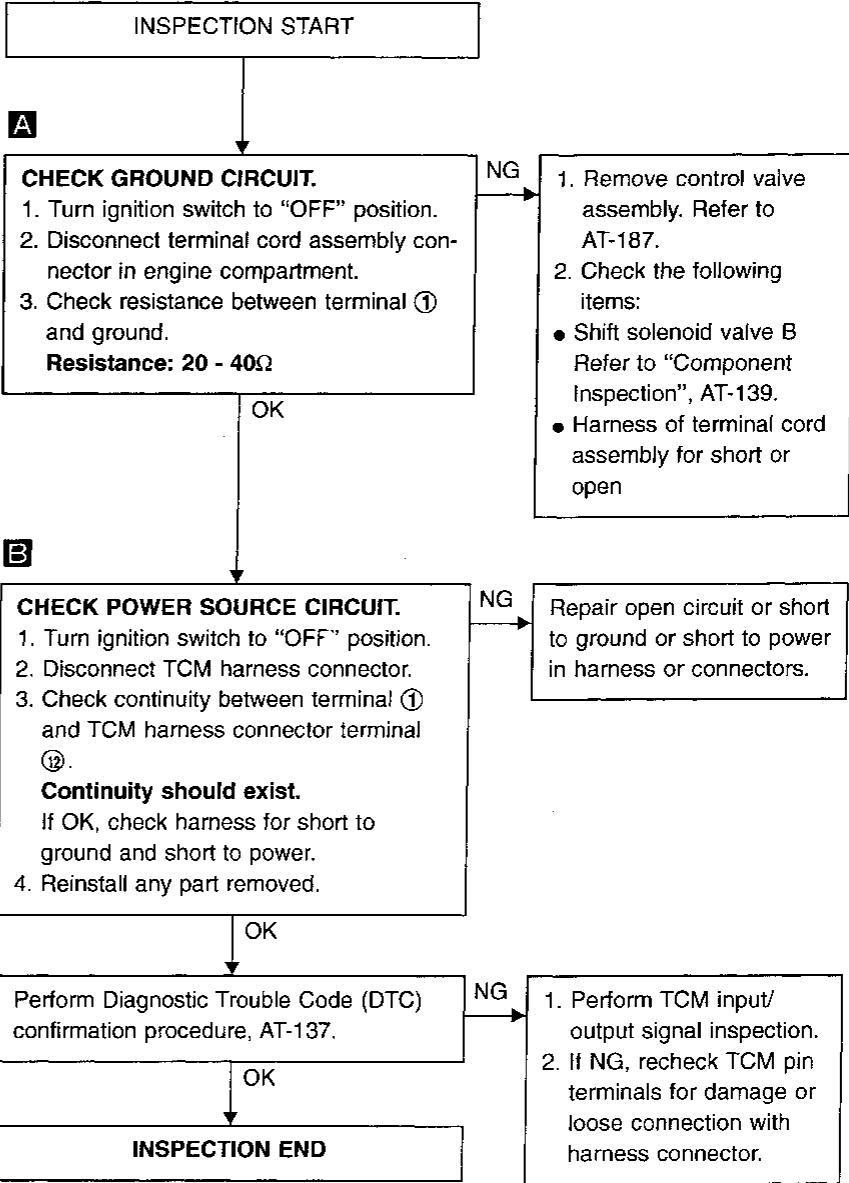 INSPECTION START
A
CHECK GROUND CIRCUIT.
1. Turn ignition switch to “OFF” position.
2. Disconnect terminal cord assembly con-
nector in engine compartment.
3. Check resistance between terminal ①
and ground.
Resistance: 20 - 40Ω
NG
1. Remove control valve
assembly. Refer to
AT-187.
2. Check the following
items:
● Shift solenoid valve B
Refer to “Component
Inspection”, AT-139.
● Harness of terminal cord
assembly for short or
open
OK
B
CHECK POWER SOURCE CIRCUIT.
1. Turn ignition switch to “OFF” position.
2. Disconnect TCM harness connector.
3. Check continuity between terminal ①
and TCM harness connector terminal
⑫.
Continuity should exist.
If OK, check harness for short to
ground and short to power.
4. Reinstall any part removed.
NG
Repair open circuit or short
to ground or short to power
in harness or connectors.
OK
Perform Diagnostic Trouble Code (DTC)
confirmation procedure, AT-137.
NG
1. Perform TCM input/
output signal inspection.
2. If NG, recheck TCM pin
terminals for damage or
loose connection with
harness connector.
OK
INSPECTION END